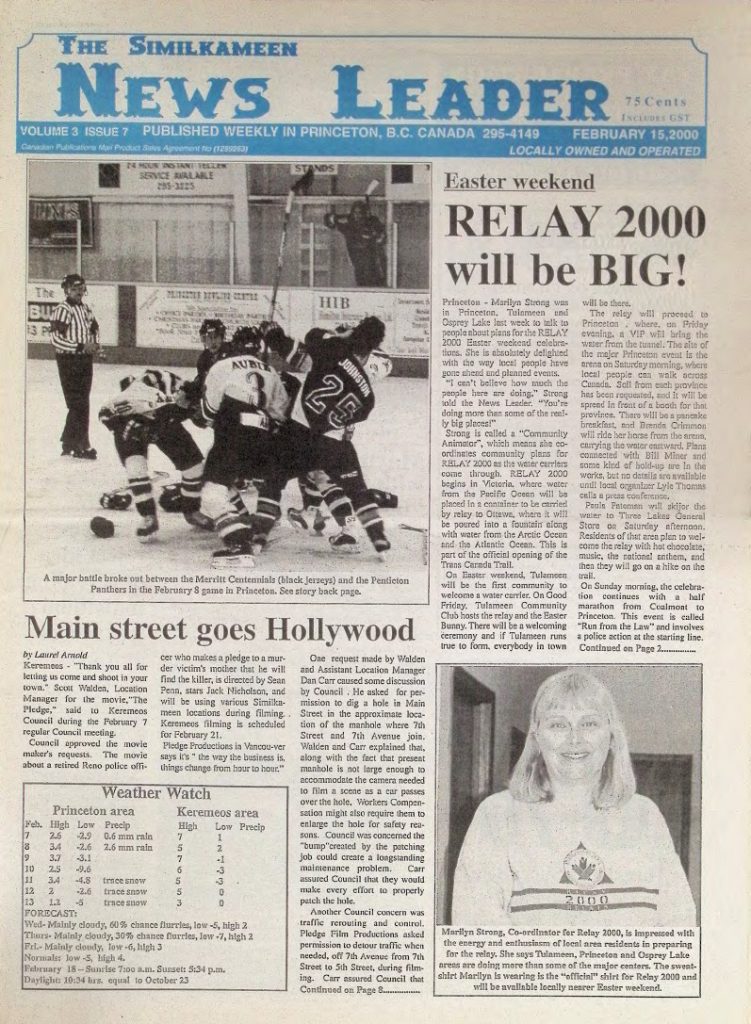 THE SIMILKAMEEN
NEWS LEADER
75 Cents
INCLUDES GST
VOLUME 3 ISSUE 7 PUBLISHED WEEKLY IN PRINCETON, B.C. CANADA 295-4149 FEBRUARY 15,2000
Canadian Publications Mail Product Sales Agreement No (1299263)
LOCALLY OWNED AND OPERATED
24 HOUR INSTANT TELLER
SERVICE AVAILABLE
295-3225
STANDS
The
PRINCETON BOWLING CENTRE
HIB
AUBIE
3
JOHNSTON
25
A major battle broke out between the Merritt Centennials (black jerseys) and the Penticton
Panthers in the February 8 game in Princeton. See story back page.
Easter weekend
RELAY 2000
will be BIG!
Princeton - Marilyn Strong was
in Princeton, Tulameen and
Osprey Lake last week to talk to
people about plans for the RELAY
2000 Easter weekend celebra-
tions. She is absolutely delighted
with the way local people have
gone ahead and planned events.
"I can't believe how much the
people here are doing," Strong
told the News Leader. "You're
doing more than some of the real-
ly big places!"
Strong is called a "Community
Animator", which means she co-
ordinates community plans for
RELAY 2000 as the water carriers
come through. RELAY 2000
begins in Victoria, where water
from the Pacific Ocean will be
placed in a container to be carried
by relay to Ottawa, where it will
be poured into a fountain along
with water from the Arctic Ocean
and the Atlantic Ocean. This is
part of the official opening of the
Trans Canada Trail.
On Easter weekend, Tulameen
will be the first community to
welcome a water carrier. On Good
Friday, Tulameen Community
Club hosts the relay and the Easter
Bunny. There will be a welcoming
ceremony and if Tulameen runs
true to form, everybody in town
will be there.
The relay will proceed to
Princeton , where, on Friday
evening, a VIP will bring the
water from the tunnel. The site of
the major Princeton event is the
arena on Saturday morning, where
local people can walk across
Canada. Soil from each province
has been requested, and it will be
spread in front of a booth for that
province. There will be a pancake
breakfast, and Brenda Crimmon
will ride her horse from the arena,
carrying the water eastward. Plans
connected with Bill Miner and
some kind of hold-up are in the
works, but no details are available
until local organizer Lyle Thomas
calls a press conference.
Paula Pateman will skijor the
water to Three Lakes General
Store on Saturday afternoon.
Residents of that area plan to wel-
come the relay with hot chocolate,
music, the national anthem, and
then they will go on a hike on the
trail.
On Sunday morning, the celebra-
tion continues with a half
marathon from Coalmont to
Princeton. This event is called
"Run from the Law" and involves
a police action at the starting line.
Continued on Page 2...............
Main street goes Hollywood
by Laurel Arnold
Keremeos - "Thank you all for
letting us come and shoot in your
town." Scott Walden, Location
Manager for the movie,"The
Pledge," said to Keremeos
Council during the February 7
regular Council meeting.
Council approved the movie
maker's requests. The movie
about a retired Reno police offi-
cer who makes a pledge to a mur-
der victim's mother that he will
find the killer, is directed by Sean
Penn, stars Jack Nicholson, and
will be using various Similka-
meen locations during filming.
Keremeos filming is scheduled
for February 21.
Pledge Productions in Vancou-ver
says it's " the way the business is,
things change from hour to hour."
One request made by Walden
and Assistant Location Manager
Dan Carr caused some discussion
by Council . He asked for per-
mission to dig a hole in Main
Street in the approximate loca-
tion of the manhole where 7th
Street and 7th Avenue join.
Walden and Carr explained that,
along with the fact that present
manhole is not large enough to
accommodate the camera needed
to film a scene as a car passes
over the hole, Workers Compen-
sation might also require them to
enlarge the hole for safety rea-
sons. Council was concerned the
"bump"created by the patching
job could create a longstanding
maintenance problem. Carr
assured Council that they would
make every effort to properly
patch the hole.
Another Council concern was
traffic rerouting and control.
Pledge Film Productions asked
permission to detour traffic when
needed, off 7th Avenue from 7th
Street to 5th Street, during film-
ing. Carr assured Council that
Continued on Page 8...............
Weather Watch
Princeton area Keremeos area
Feb. High Low Precip High Low Precip
7 2.6 -2.9 0.6 mm rain 7 1
8 3.4 -2.6 2.6 mm rain 5 2
9 3.7 -3.1 7 -1
10 2.5 -9.6 6 -3
11 3.4 -4.8 trace snow 5 -3
12 2 -2.6 trace snow 5 0
13 1.2 -5 trace snow 3 0
FORECAST:
Wed- Mainly cloudy, 60% chance flurries, low -5, high 2
Thurs- Mainly cloudy, 30% chance flurries, low -7, high 2
Fri.- Mainly cloudy, low -6, high 3
Normals: low -5, high 4.
February 18 - Sunrise 7:00 a.m. Sunset: 5:34 p.m.
Daylight: 10:34 hrs. equal to October 23
RELAY
2000
RELAIS
Marilyn Strong, Co-ordinator for Relay 2000, is impressed with
the energy and enthusiasm of local area residents in preparing
for the relay. She says Tulameen, Princeton and Osprey Lake
areas are doing more than some of the major centers. The sweat-
shirt Marilyn is wearing is the "official" shirt for Relay 2000 and
will be available locally nearer Easter weekend.